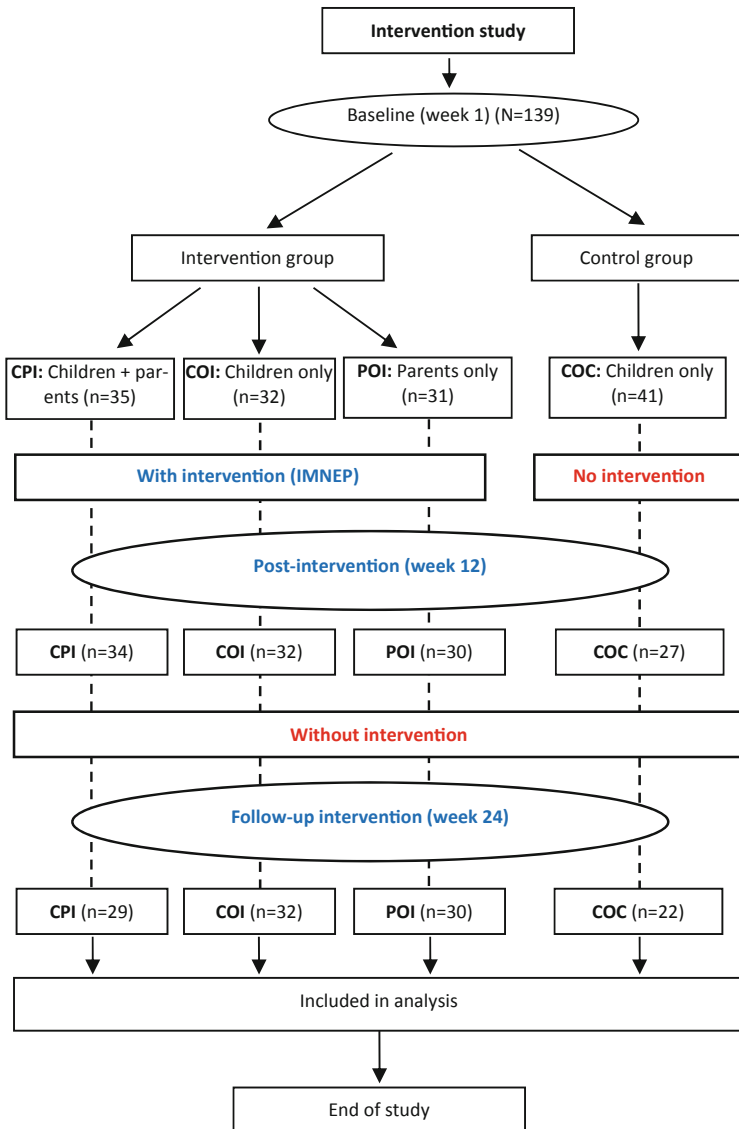 Intervention study
Baseline (week 1) (N=139)
Intervention group
Control group
CPI: Children + par-
ents (n=35)
COI: Children only
(n=32)
POI: Parents only
(n=31)
COC: Children only
(n=41)
With intervention (IMNEP)
No intervention
Post-intervention (week 12)
CPI (n=34)
COI (n=32)
POI (n=30)
COC (n=27)
Without intervention
Follow-up intervention (week 24)
CPI (n=29)
COI (n=32)
POI (n=30)
COC (n=22)
Included in analysis
End of study